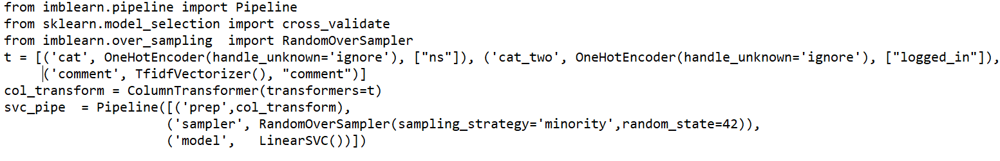 from imblearn.pipeline import Pipeline
from sklearn.model_selection import cross_validate
from imblearn.over_sampling  import RandomOverSampler
t = [('cat', OneHotEncoder(handle_unknown='ignore'), ["ns"]), ('cat_two', OneHotEncoder(handle_unknown='ignore'), ["logged_in"]),
     ('comment', TfidfVectorizer(), "comment")]
col_transform = ColumnTransformer(transformers=t)
svc_pipe  = Pipeline([('prep',col_transform),
                     ('sampler', RandomOverSampler(sampling_strategy='minority',random_state=42)),
                     ('model',   LinearSVC())])